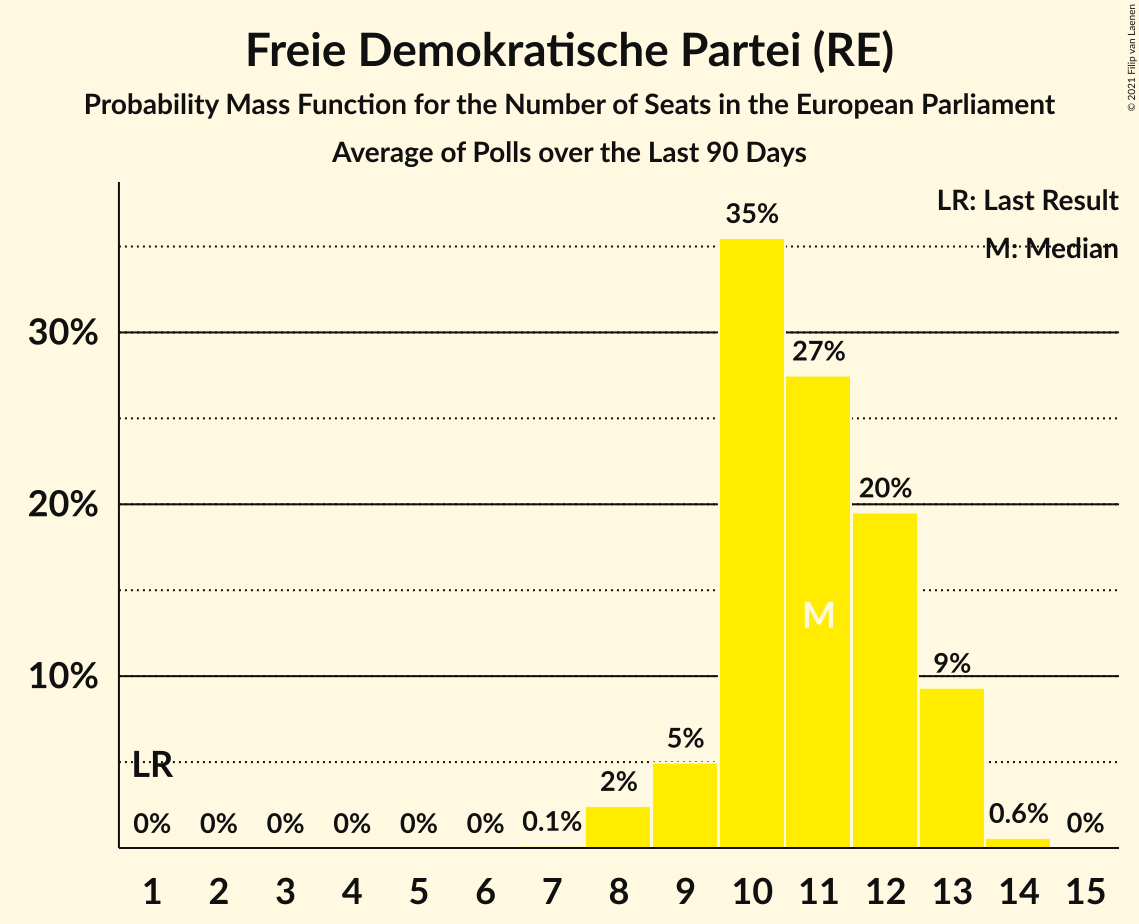 Freie Demokratische Partei (RE)
Probability Mass Function for the Number of Seats in the European Parliament
Average of Polls over the Last 90 Days
© 2021 Filip van Laenen
LR: Last Result
M: Median
30%
20%
10%
35%
27%
20%
9%
5%
2%
0.6%
0.1%
0% 0% 0% 0% 0% 0% 0%
LR
M
1 2 3 4 5 6 7 8 9 10 11 12 13 14 15